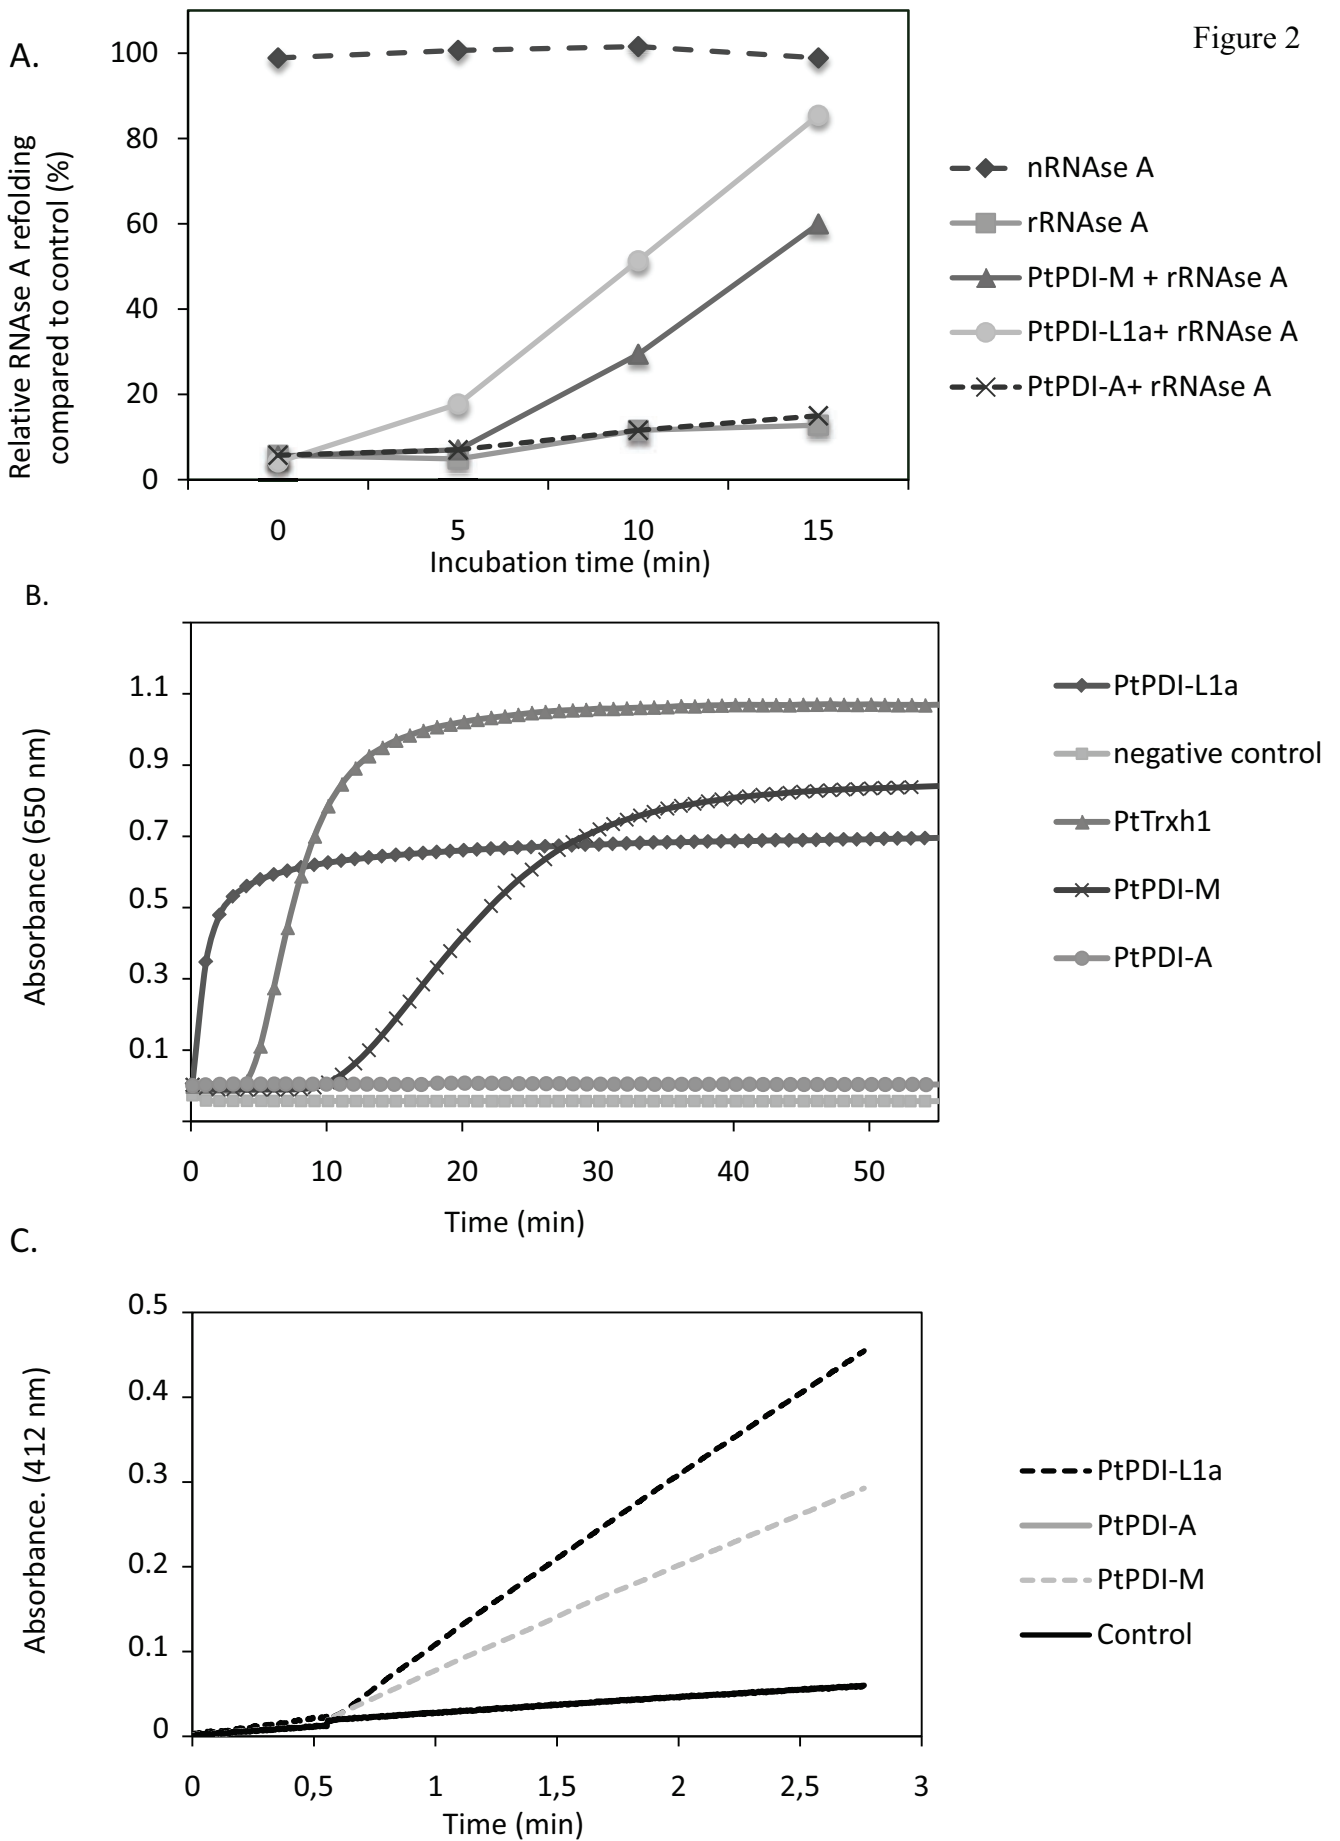 Figure 2
A.
Relative RNAse A refolding
compared to control (%)
100
80
60
40
20
0
0 5 10 15
Incubation time (min)
nRNAse A
rRNAse A
PtPDI-M + rRNAse A
PtPDI-L1a+ rRNAse A
PtPDI-A+ rRNAse A
B.
Absorbance (650 nm)
1.1
0.9
0.7
0.5
0.3
0.1
0 10 20 30 40 50
Time (min)
PtPDI-L1a
negative control
PtTrxh1
PtPDI-M
PtPDI-A
C.
Absorbance. (412 nm)
0.5
0.4
0.3
0.2
0.1
0
0 0,5 1 1,5 2 2,5 3
Time (min)
PtPDI-L1a
PtPDI-A
PtPDI-M
Control